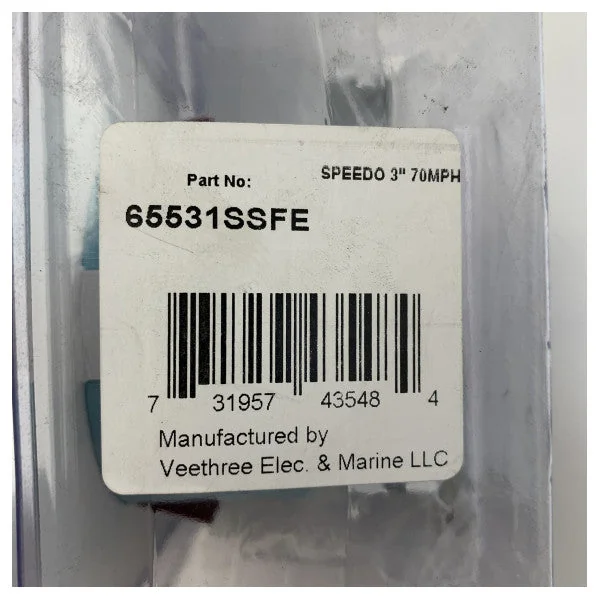 SPEEDO 3" 70MPH
Part No:
65531SSFE
7 31957 43548 4
Manufactured by
Veethree Elec. & Marine LLC